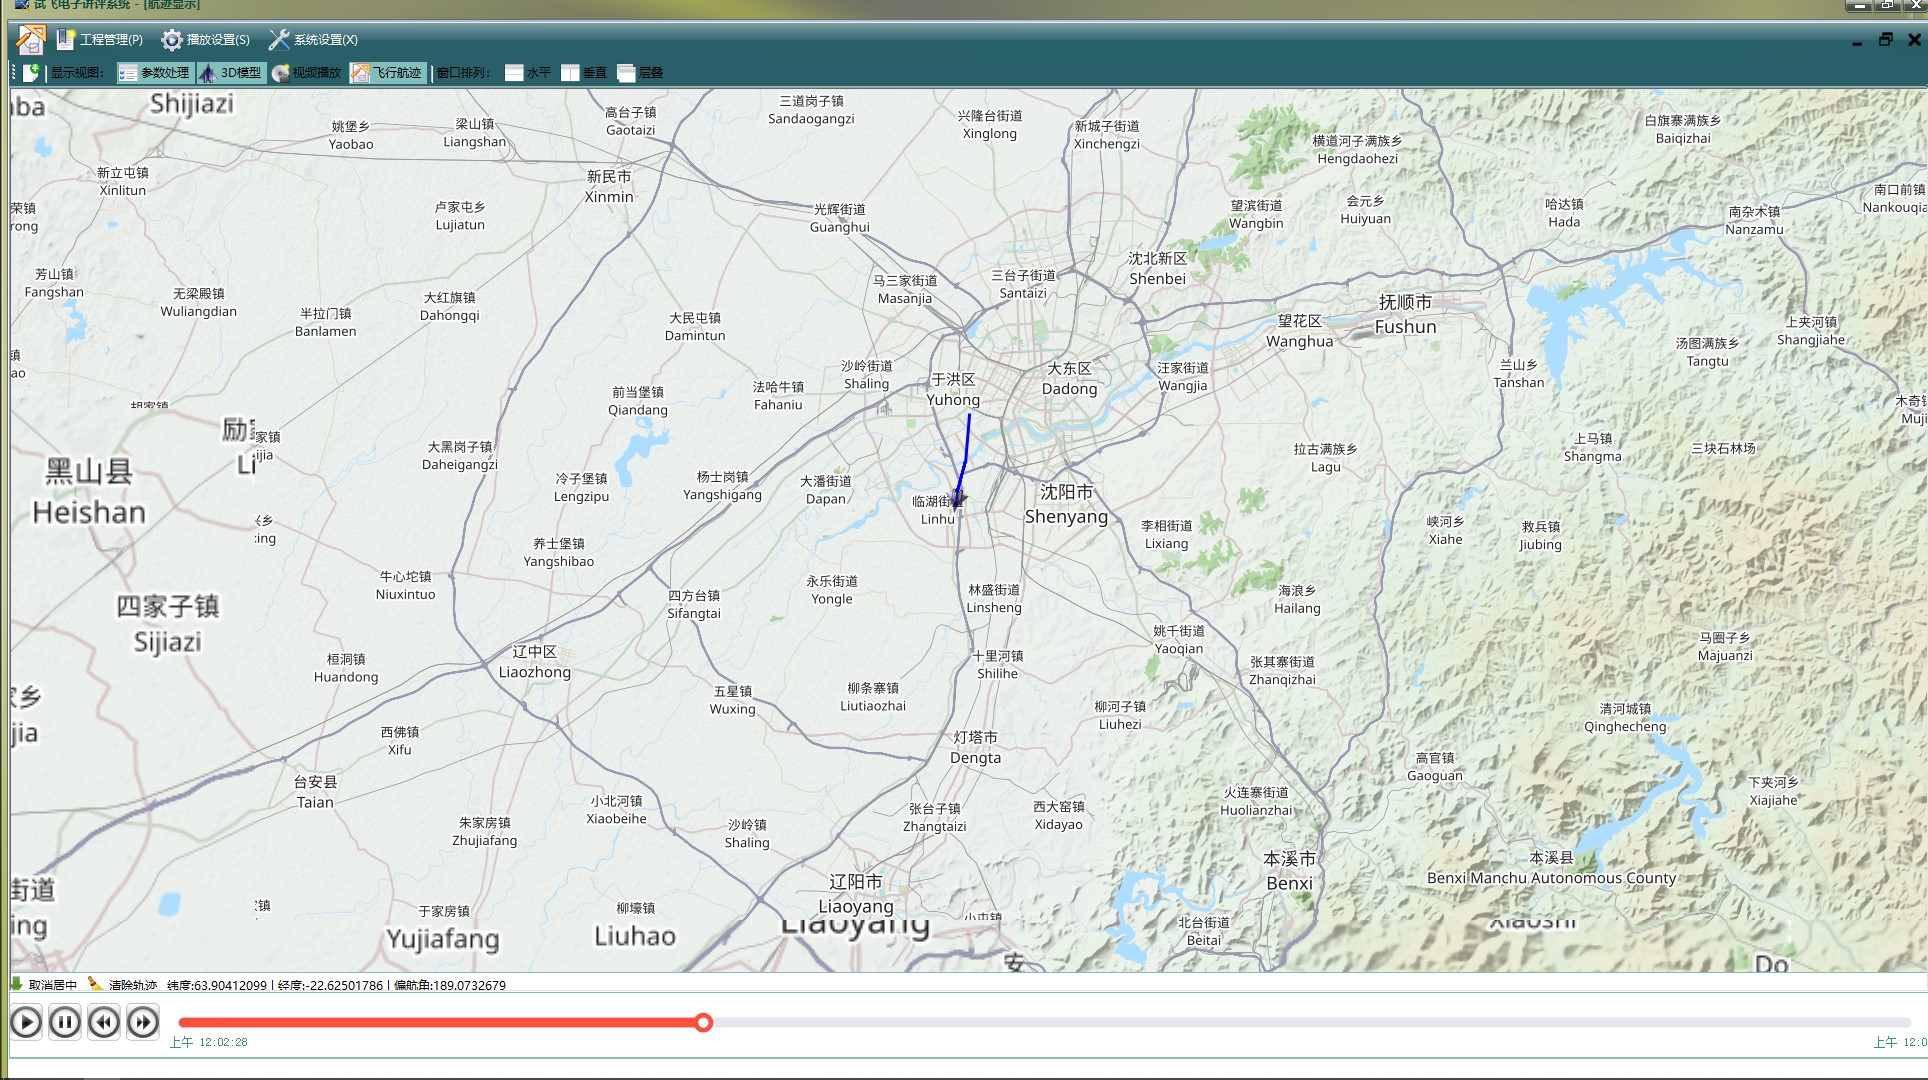 试飞电子讲评系统 - [航迹显示]
工程管理(P) 播放设置(S) 系统设置(X)
显示视图: 参数处理 3D模型 视频播放 飞行航迹 窗口排列: 水平 垂直 层叠
Shijiazi
姚堡乡
Yaobao
梁山镇
Liangshan
高台子镇
Gaotaizi
三道岗子镇
Sandaogangzi
兴隆台街道
Xinglong
新城子街道
Xinchengzi
横道河子满族乡
Hengdaohezi
白旗寨满族乡
Baiqizhai
新立屯镇
Xinlitun
新民市
Xinmin
南口前镇
Nankouqia
荣镇
rong
卢家屯乡
Lujiatun
光辉街道
Guanghui
望滨街道
Wangbin
会元乡
Huiyuan
哈达镇
Hada
南杂木镇
Nanzamu
芳山镇
Fangshan
无梁殿镇
Wuliangdian
半拉门镇
Banlamen
大红旗镇
Dahongqi
大民屯镇
Damintun
马三家街道
Masanjia
三台子街道
Santaizi
沈北新区
Shenbei
望花区
Wanghua
抚顺市
Fushun
上夹河镇
Shangjiahe
汤图满族乡
Tangtu
镇
ao
沙岭街道
Shaling
于洪区
Yuhong
大东区
Dadong
汪家街道
Wangjia
兰山乡
Tanshan
前当堡镇
Qiandang
法哈牛镇
Fahaniu
胡家镇
木奇镇
Muji
励
Li
家镇
ijia
大黑岗子镇
Daheigangzi
拉古满族乡
Lagu
上马镇
Shangma
三块石林场
黑山县
Heishan
冷子堡镇
Lengzipu
杨士岗镇
Yangshigang
大潘街道
Dapan
临湖街道
Linhu
沈阳市
Shenyang
李相街道
Lixiang
峡河乡
Xiahe
救兵镇
Jiubing
养士堡镇
Yangshibao
牛心坨镇
Niuxintuo
四方台镇
Sifangtai
永乐街道
Yongle
林盛街道
Linsheng
海浪乡
Hailang
四家子镇
Sijiazi
姚千街道
Yaoqian
马圈子乡
Majuanzi
桓洞镇
Huandong
辽中区
Liaozhong
十里河镇
Shilihe
张其寨街道
Zhanqizhai
乡
jia
五星镇
Wuxing
柳条寨镇
Liutiaozhai
柳河子镇
Liuhezi
清河城镇
Qinghecheng
西佛镇
Xifu
灯塔市
Dengta
高官镇
Gaoguan
台安县
Taian
小北河镇
Xiaobeihe
张台子镇
Zhangtaizi
西大窑镇
Xidayao
火连寨街道
Huolianzhai
下夹河乡
Xiajiahe
朱家房镇
Zhujiafang
沙岭镇
Shaling
本溪市
Benxi
本溪县
Benxi Manchu Autonomous County
街道
ing
辽阳市
Liaoyang
Liaoyang
小屯镇
于家房镇
Yujiafang
柳壕镇
Liuhao
北台街道
Beitai
Xiaoshi
安
Do
取消居中 清除轨迹 纬度:63.90412099 | 经度:-22.62501786 | 偏航角:189.0732679
上午 12:02:28
上午 12:0